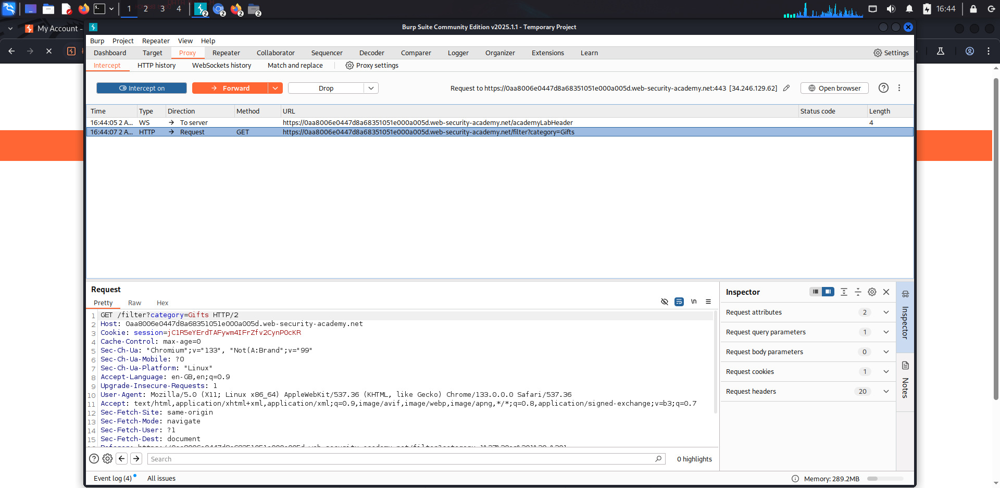 1 2 3 4 2 2 2 2 16:44
My Account -
Burp Suite Community Edition v2025.1.1 - Temporary Project
Burp Project Repeater View Help
Dashboard Target Proxy Repeater Collaborator Sequencer Decoder Comparer Logger Organizer Extensions Learn Settings
Intercept HTTP history WebSockets history Match and replace Proxy settings
Intercept on Forward Drop Request to https://0aa8006e0447d8a68351051e000a005d.web-security-academy.net:443 [34.246.129.62] Open browser
Time Type Direction Method URL Status code Length
16:44:05 2 A... WS → To server https://0aa8006e0447d8a68351051e000a005d.web-security-academy.net/academyLabHeader 4
16:44:07 2 A... HTTP → Request GET https://0aa8006e0447d8a68351051e000a005d.web-security-academy.net/filter?category=Gifts
Request
Pretty Raw Hex \n
1 GET /filter?category=Gifts HTTP/2
2 Host: 0aa8006e0447d8a68351051e000a005d.web-security-academy.net
3 Cookie: session=jC1R5eYErdTAFywm4IFrZfv2CynP0cKR
4 Cache-Control: max-age=0
5 Sec-Ch-Ua: "Chromium";v="133", "Not(A:Brand";v="99"
6 Sec-Ch-Ua-Mobile: ?0
7 Sec-Ch-Ua-Platform: "Linux"
8 Accept-Language: en-GB,en;q=0.9
9 Upgrade-Insecure-Requests: 1
10 User-Agent: Mozilla/5.0 (X11; Linux x86_64) AppleWebKit/537.36 (KHTML, like Gecko) Chrome/133.0.0.0 Safari/537.36
11 Accept: text/html,application/xhtml+xml,application/xml;q=0.9,image/avif,image/webp,image/apng,*/*;q=0.8,application/signed-exchange;v=b3;q=0.7
12 Sec-Fetch-Site: same-origin
13 Sec-Fetch-Mode: navigate
14 Sec-Fetch-User: ?1
15 Sec-Fetch-Dest: document
Search 0 highlights
Inspector
Request attributes 2
Request query parameters 1
Request body parameters 0
Request cookies 1
Request headers 20
Inspector
Notes
Event log (4) All issues Memory: 289.2MB